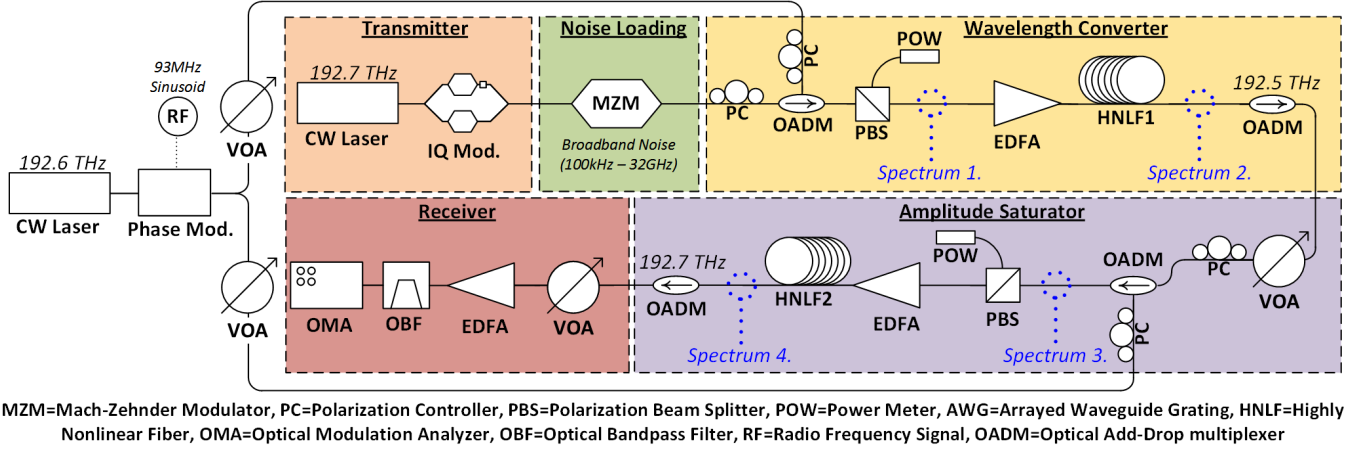 Transmitter
Noise Loading
Wavelength Converter
93MHz
Sinusoid
RF
VOA
192.7 THz
CW Laser
IQ Mod.
MZM
Broadband Noise
(100kHz – 32GHz)
PC
PC
OADM
POW
PBS
Spectrum 1.
EDFA
HNLF1
Spectrum 2.
192.5 THz
OADM
192.6 THz
CW Laser
Phase Mod.
VOA
Receiver
OMA
OBF
EDFA
VOA
Amplitude Saturator
192.7 THz
OADM
Spectrum 4.
HNLF2
EDFA
POW
PBS
Spectrum 3.
OADM
PC
PC
VOA
MZM=Mach-Zehnder Modulator, PC=Polarization Controller, PBS=Polarization Beam Splitter, POW=Power Meter, AWG=Arrayed Waveguide Grating, HNLF=Highly
Nonlinear Fiber, OMA=Optical Modulation Analyzer, OBF=Optical Bandpass Filter, RF=Radio Frequency Signal, OADM=Optical Add-Drop multiplexer